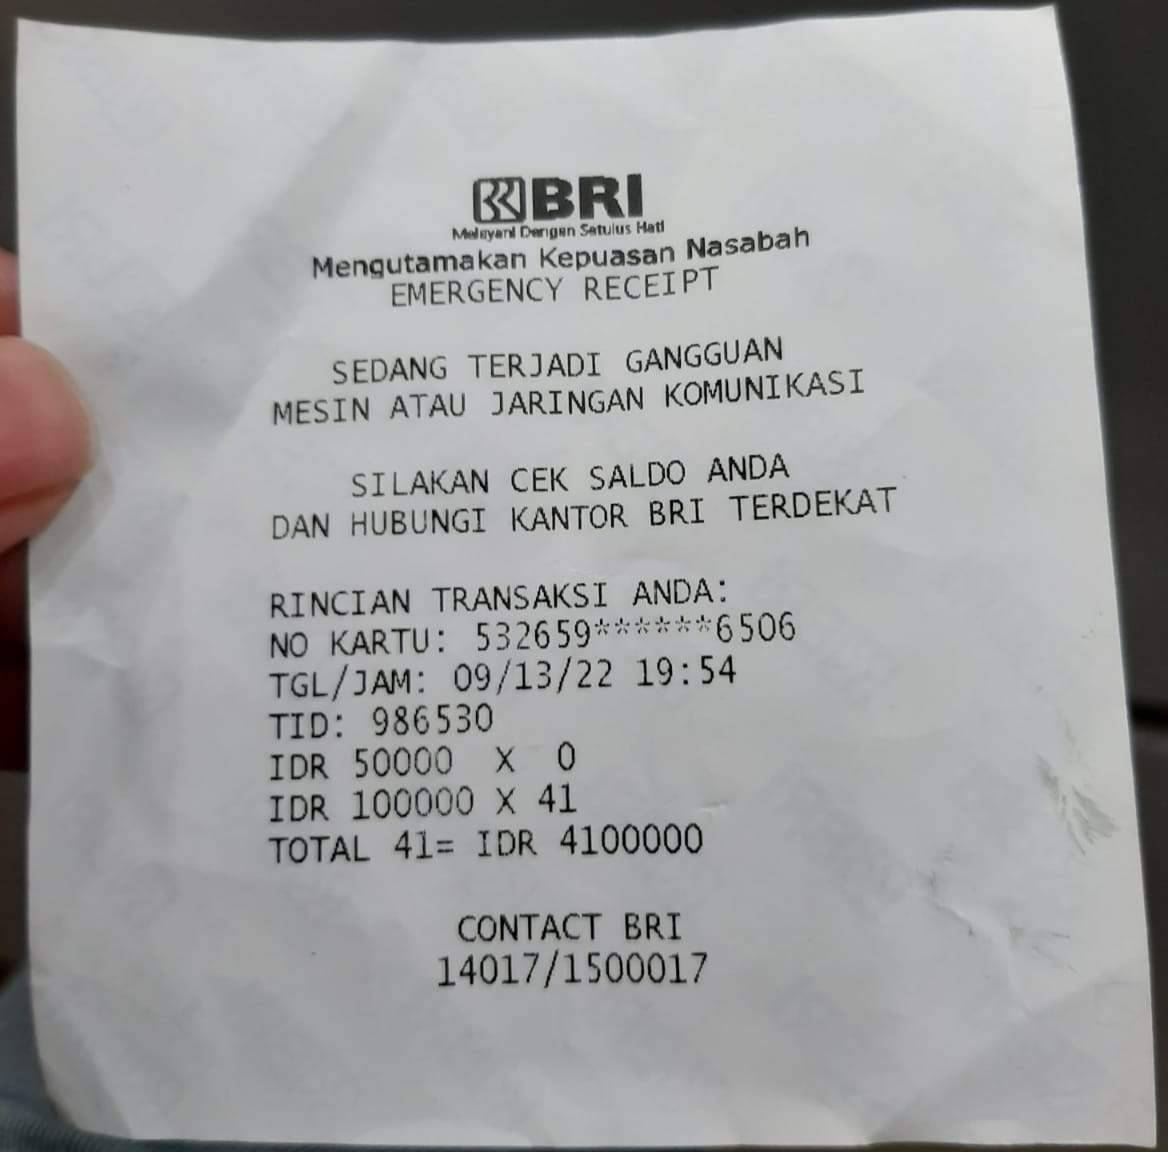 BRI
Melayani Dengan Setulus Hati
Mengutamakan Kepuasan Nasabah
EMERGENCY RECEIPT
SEDANG TERJADI GANGGUAN
MESIN ATAU JARINGAN KOMUNIKASI
SILAKAN CEK SALDO ANDA
DAN HUBUNGI KANTOR BRI TERDEKAT
RINCIAN TRANSAKSI ANDA:
NO KARTU: 532659******6506
TGL/JAM: 09/13/22 19:54
TID: 986530
IDR 50000 X 0
IDR 100000 X 41
TOTAL 41= IDR 4100000
CONTACT BRI
14017/1500017